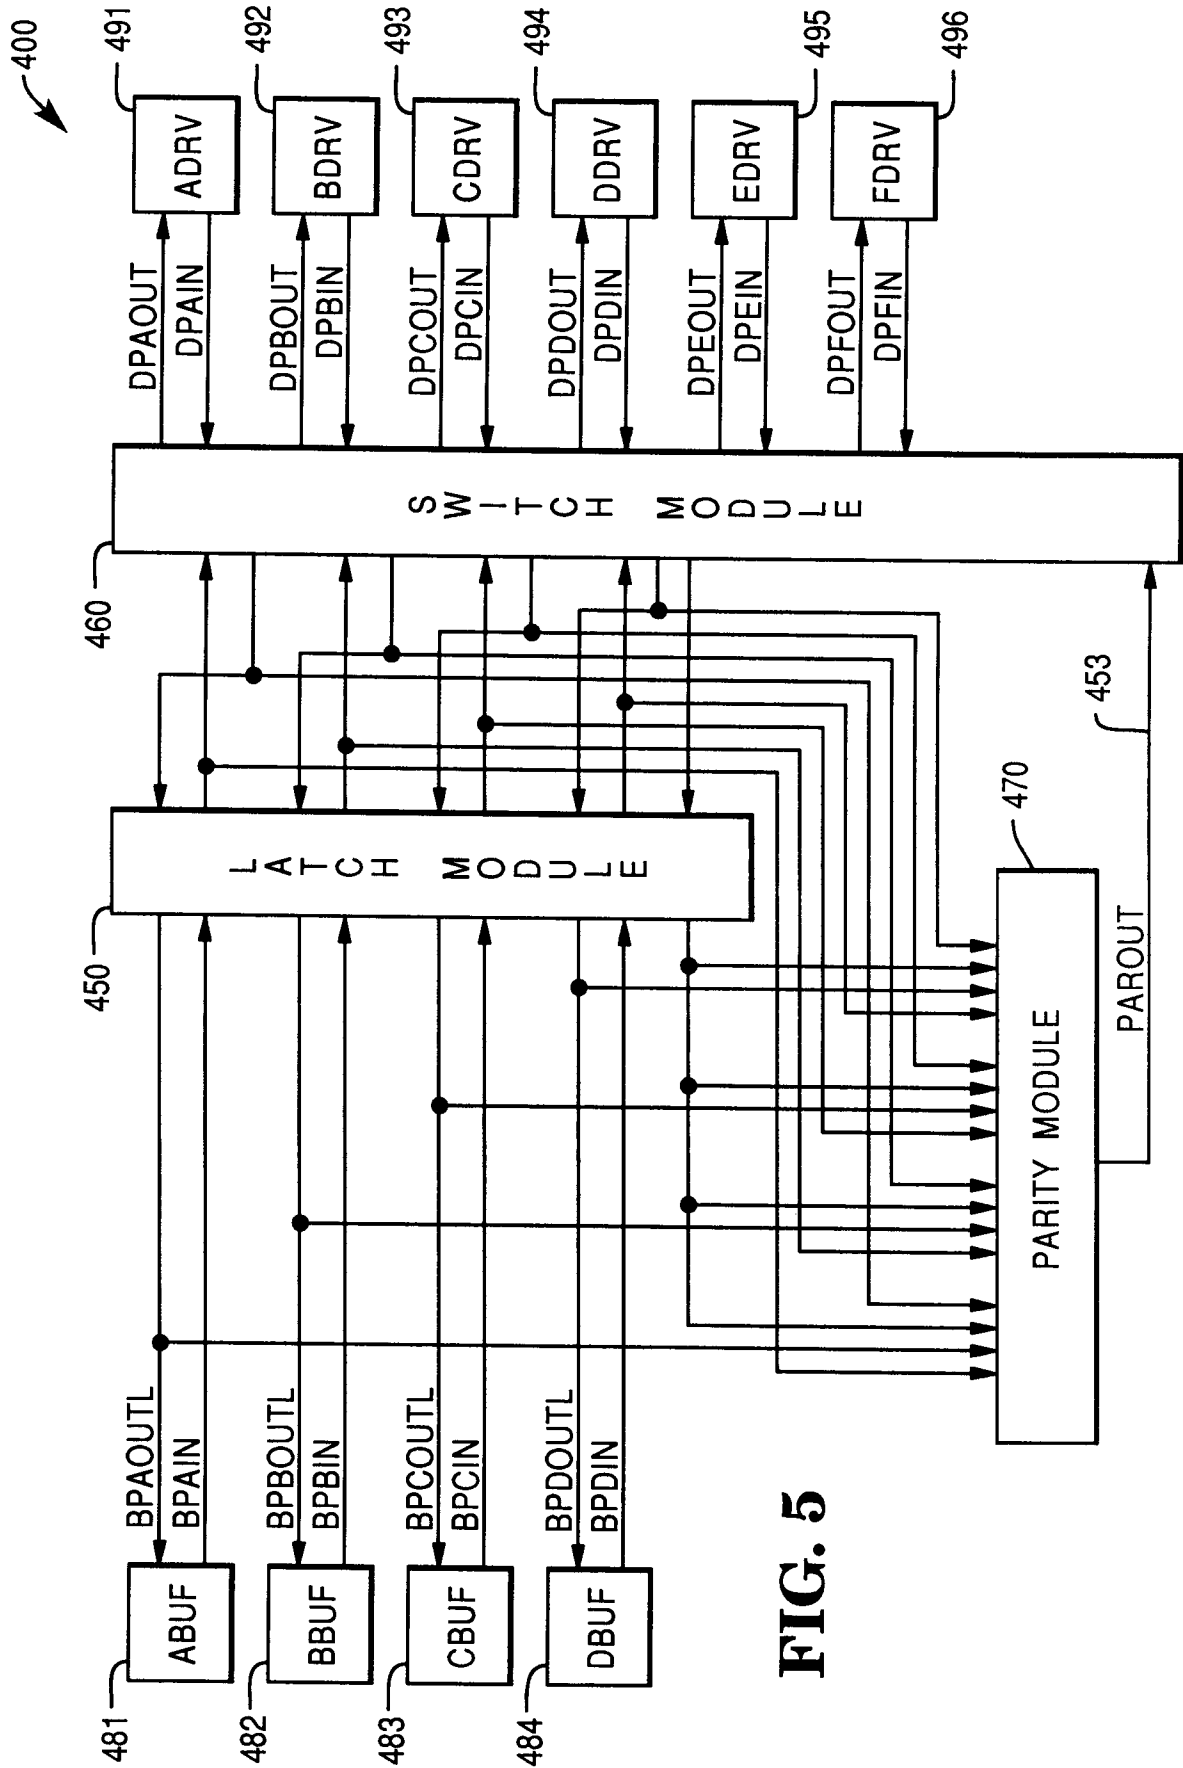 400
491
492
493
494
495
496
ADRV
BDRV
CDRV
DDRV
EDRV
FDRV
DPAOUT
DPAIN
DPBOUT
DPBIN
DPCOUT
DPCIN
DPDOUT
DPDIN
DPEOUT
DPEIN
DPFOUT
DPFIN
460
SWITCH MODULE
453
450
LATCH MODULE
470
PARITY MODULE
PAROUT
BPAOUTL
BPAIN
BPBOUTL
BPBIN
BPCOUTL
BPCIN
BPDOUTL
BPDIN
ABUF
BBUF
CBUF
DBUF
481
482
483
484
FIG. 5